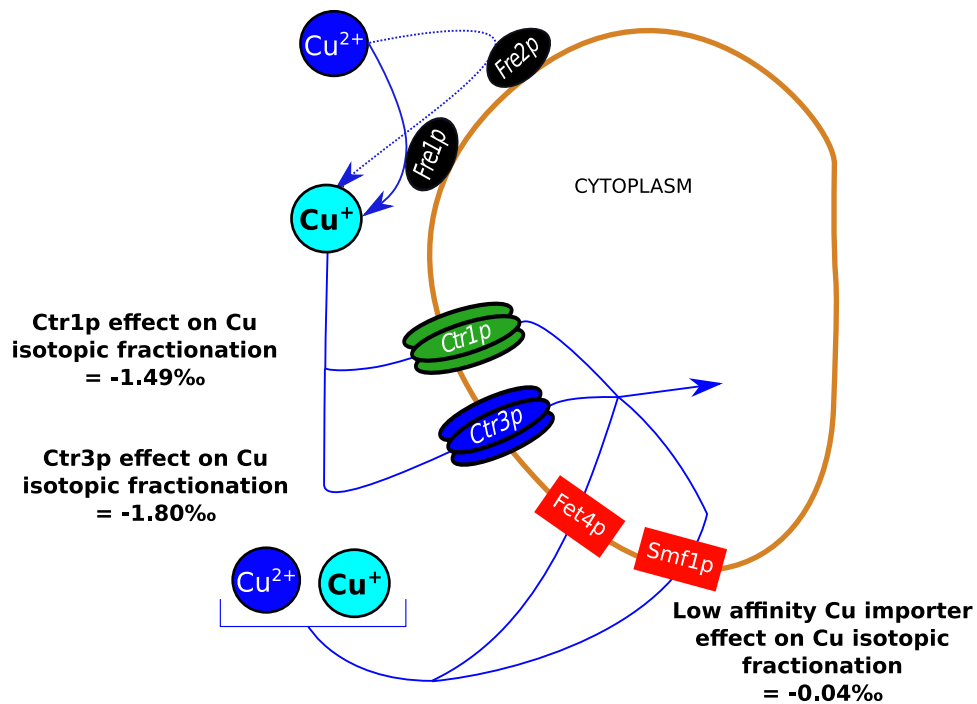 Cu²⁺
Fre2p
Fre1p
CYTOPLASM
Cu⁺
Ctr1p effect on Cu
isotopic fractionation
= -1.49‰
Ctr1p
Ctr3p
Ctr3p effect on Cu
isotopic fractionation
= -1.80‰
Fet4p
Smf1p
Cu²⁺
Cu⁺
Low affinity Cu importer
effect on Cu isotopic
fractionation
= -0.04‰